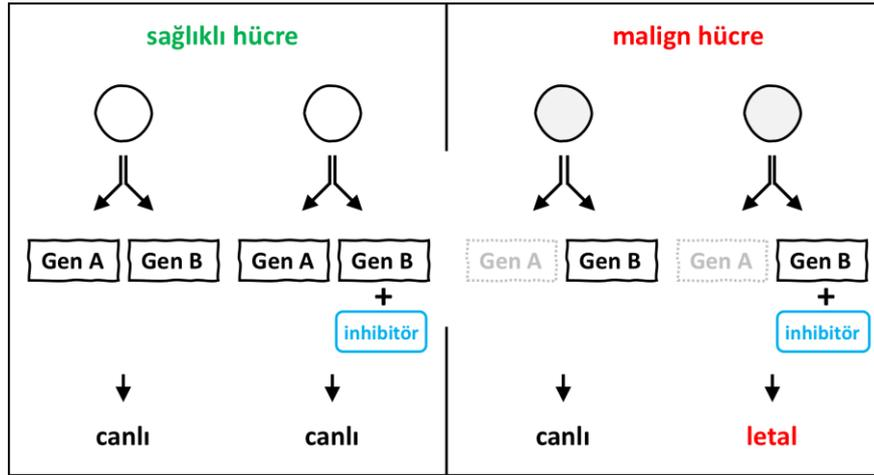 sağlıklı hücre malign hücre
Gen A Gen B Gen A Gen B Gen A Gen B Gen A Gen B
+ +
inhibitör inhibitör
canlı canlı canlı letal